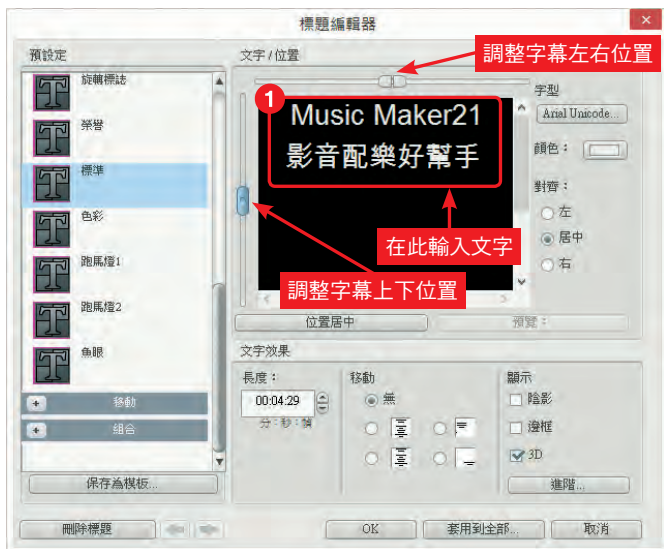 標題編輯器
預設定
旋轉標誌
榮譽
標準
色彩
跑馬燈1
跑馬燈2
魚眼
移動
組合
保存為模板...
文字 / 位置
調整字幕左右位置
1
Music Maker21
影音配樂好幫手
在此輸入文字
調整字幕上下位置
位置居中
預覽：
字型
Arial Unicode...
顏色：
對齊：
左
居中
右
文字效果
長度：
00:04:29
分：秒：幀
移動
無
顯示
陰影
邊框
3D
進階...
刪除標題
OK
套用到全部...
取消